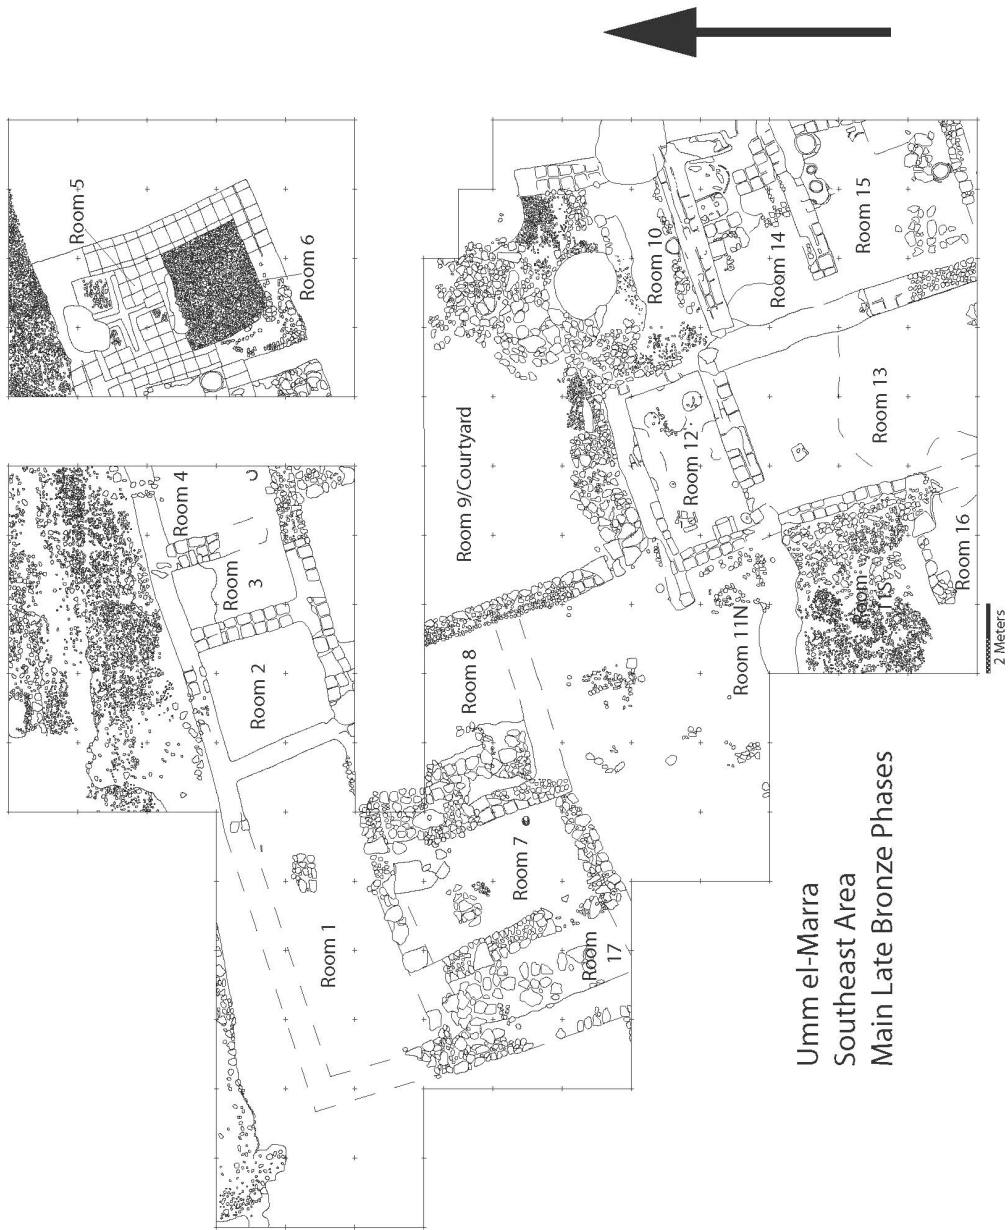 Room 1
Room 2
Room
3
Room 4
Room 5
Room 6
Room 7
Room 8
Room 9/Courtyard
Room 10
Room 11N
Room
11S
Room 12
Room 13
Room 14
Room 15
Room 16
Room
17
Umm el-Marra
Southeast Area
Main Late Bronze Phases
2 Meters